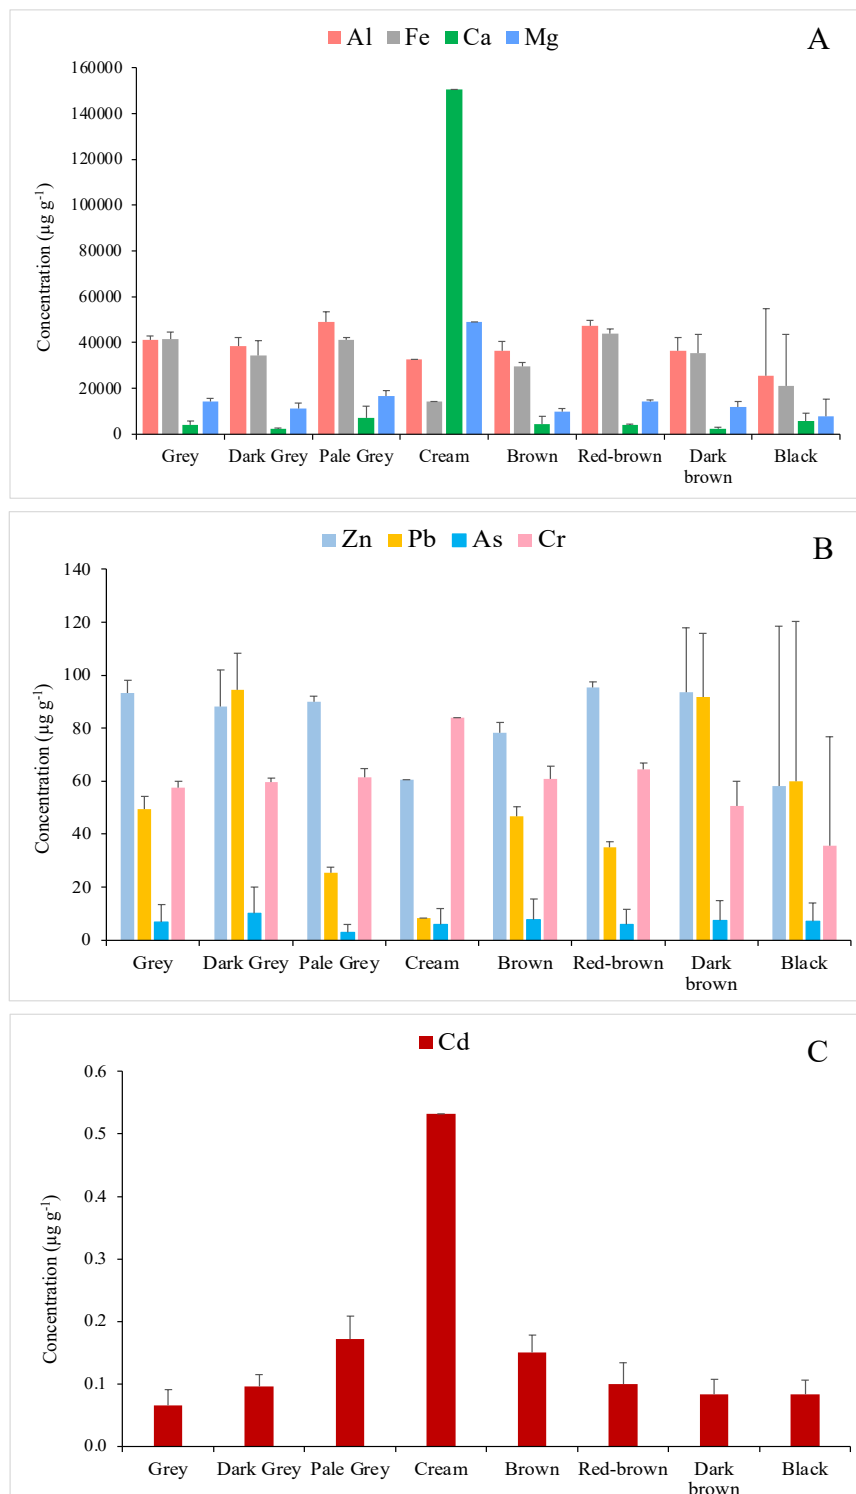 Al Fe Ca Mg
A
Concentration (µg g⁻¹)
160000
140000
120000
100000
80000
60000
40000
20000
0
Grey Dark Grey Pale Grey Cream Brown Red-brown Dark brown Black
Zn Pb As Cr
B
Concentration (µg g⁻¹)
140
120
100
80
60
40
20
0
Grey Dark Grey Pale Grey Cream Brown Red-brown Dark brown Black
Cd
C
Concentration (µg g⁻¹)
0.6
0.5
0.4
0.3
0.2
0.1
0.0
Grey Dark Grey Pale Grey Cream Brown Red-brown Dark brown Black